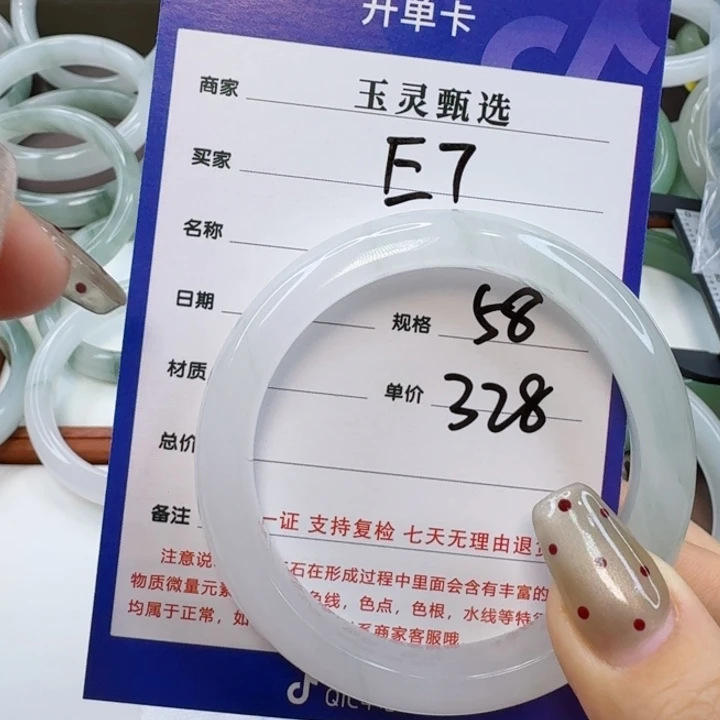 开单卡
商家 玉灵甄选
买家 E7
名称
日期
规格 58
材质
单价 328
总价
备注 一证 支持复检 七天无理由退
注意说 石在形成过程中里面会含有丰富的
物质微量元 色线，色点，色根，水线等特
均属于正常，如 系商家客服哦
QIC